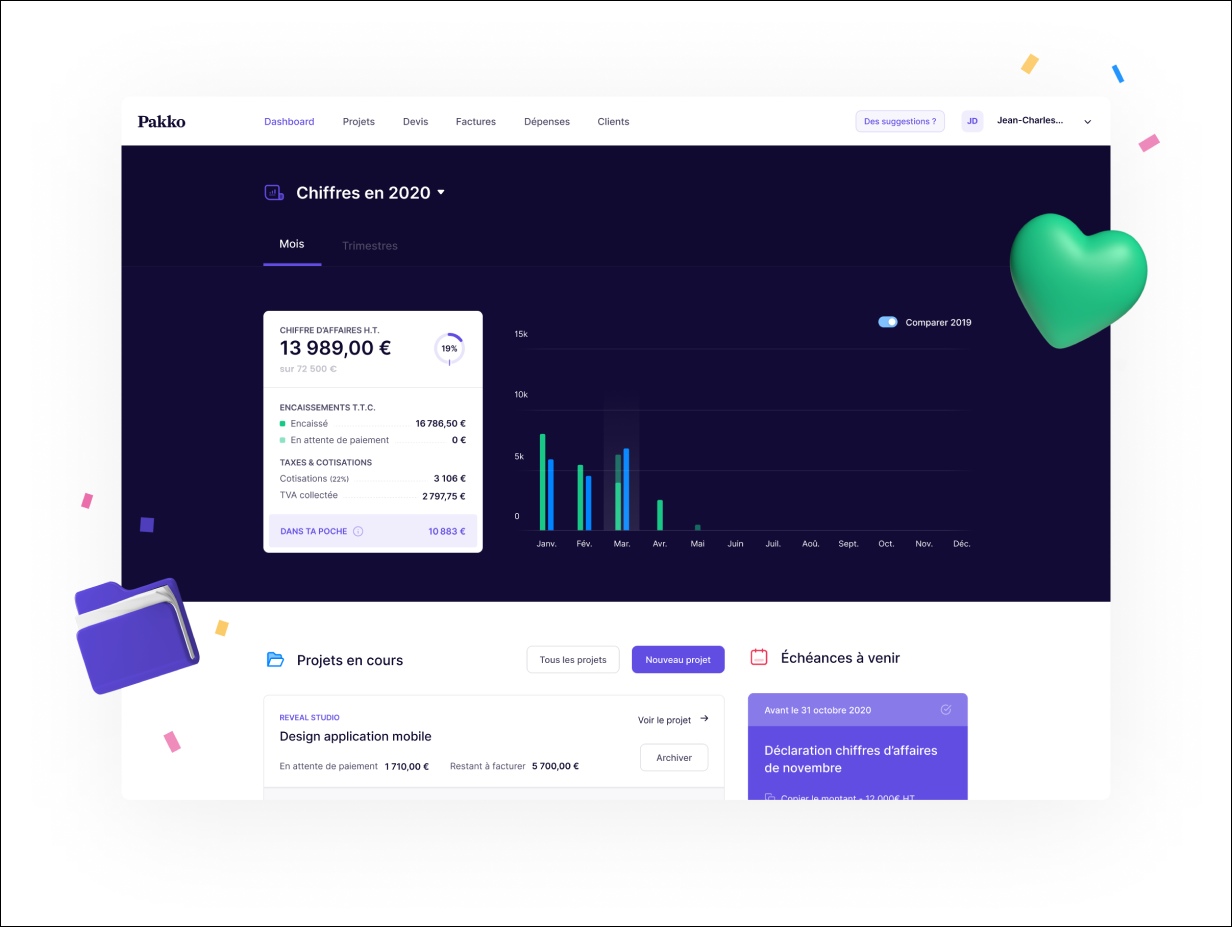 Pakko
Dashboard
Projets
Devis
Factures
Dépenses
Clients
Des suggestions ?
JD
Jean-Charles...
Chiffres en 2020
Mois
Trimestres
CHIFFRE D'AFFAIRES H.T.
13 989,00 €
sur 72 500 €
19%
ENCAISSEMENTS T.T.C.
Encaissé 16 786,50 €
En attente de paiement 0 €
TAXES & COTISATIONS
Cotisations (22%) 3 106 €
TVA collectée 2 797,75 €
DANS TA POCHE 10 883 €
Comparer 2019
15k
10k
5k
0
Janv. Fév. Mar. Avr. Mai Juin Juil. Aoû. Sept. Oct. Nov. Déc.
Projets en cours
Tous les projets
Nouveau projet
REVEAL STUDIO
Design application mobile
En attente de paiement 1 710,00 € Restant à facturer 5 700,00 €
Voir le projet
Archiver
Échéances à venir
Avant le 31 octobre 2020
Déclaration chiffres d'affaires
de novembre
Copier le montant - 12 000€ HT